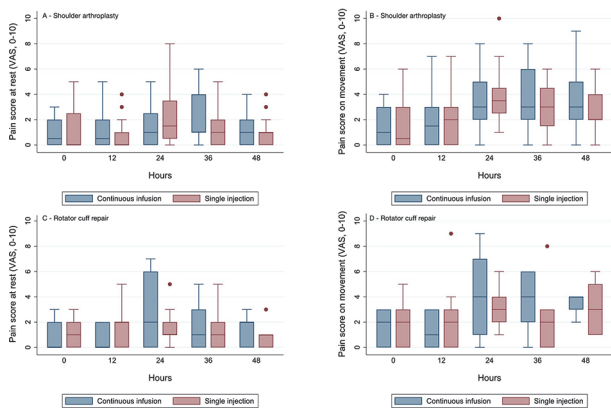 A - Shoulder arthroplasty
Pain score at rest (VAS, 0-10)
10
8
6
4
2
0
0 12 24 36 48
Hours
Continuous infusion Single injection
B - Shoulder arthroplasty
Pain score on movement (VAS, 0-10)
10
8
6
4
2
0
0 12 24 36 48
Hours
Continuous infusion Single injection
C - Rotator cuff repair
Pain score at rest (VAS, 0-10)
10
8
6
4
2
0
0 12 24 36 48
Hours
Continuous infusion Single injection
D - Rotator cuff repair
Pain score on movement (VAS, 0-10)
10
8
6
4
2
0
0 12 24 36 48
Hours
Continuous infusion Single injection